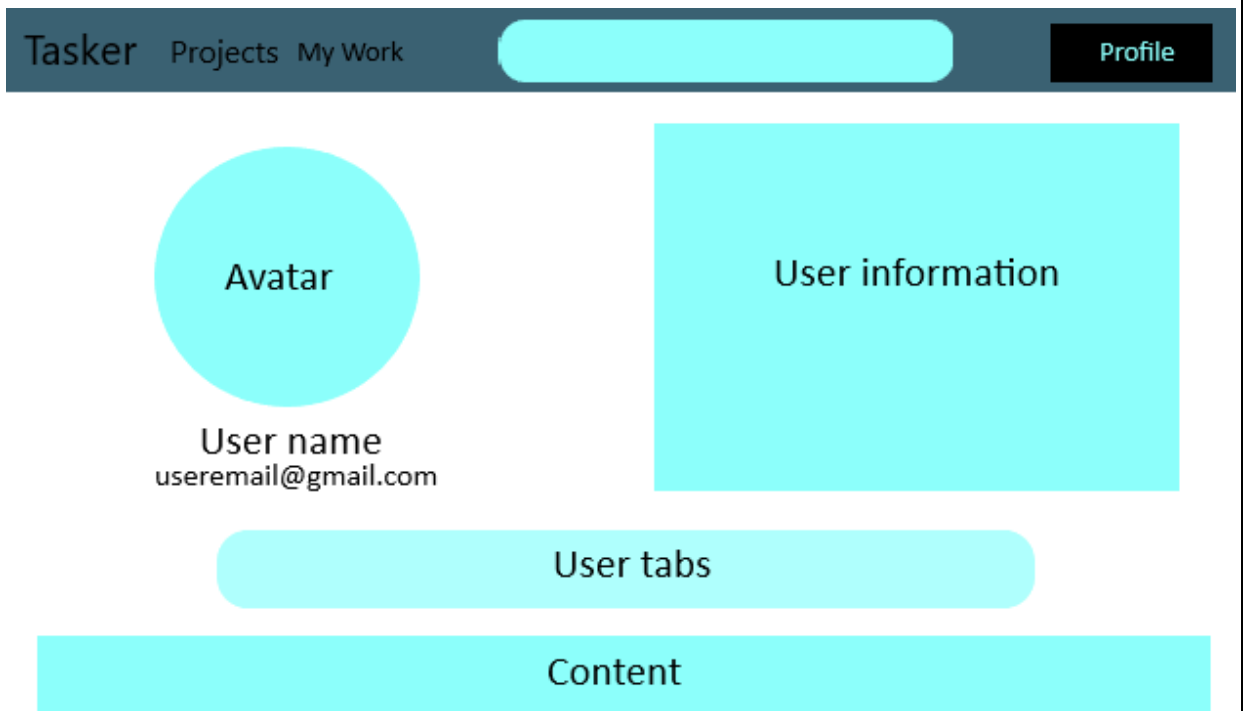 Tasker Projects My Work Profile
Avatar
User information
User name
useremail@gmail.com
User tabs
Content